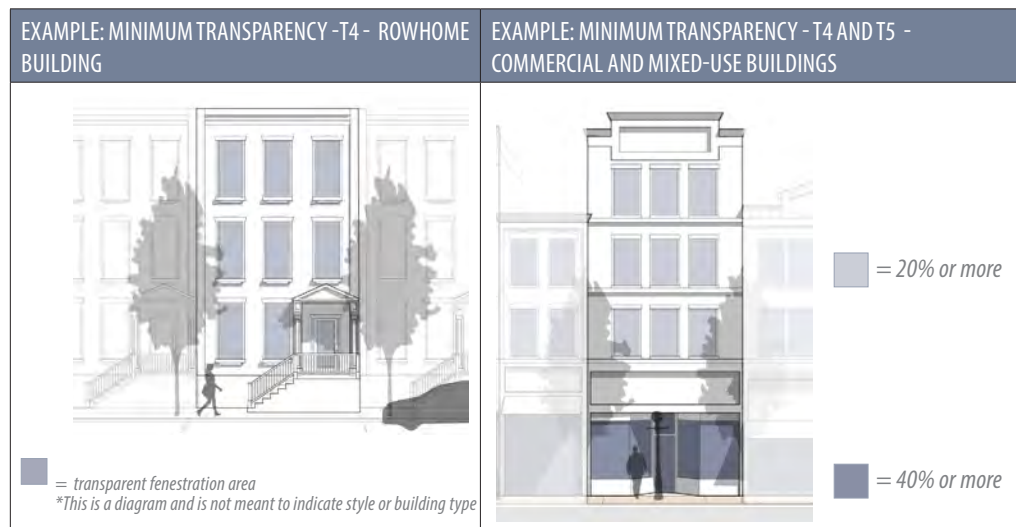 EXAMPLE: MINIMUM TRANSPARENCY -T4 - ROWHOME
BUILDING
= transparent fenestration area
*This is a diagram and is not meant to indicate style or building type
EXAMPLE: MINIMUM TRANSPARENCY - T4 AND T5 -
COMMERCIAL AND MIXED-USE BUILDINGS
= 20% or more
= 40% or more